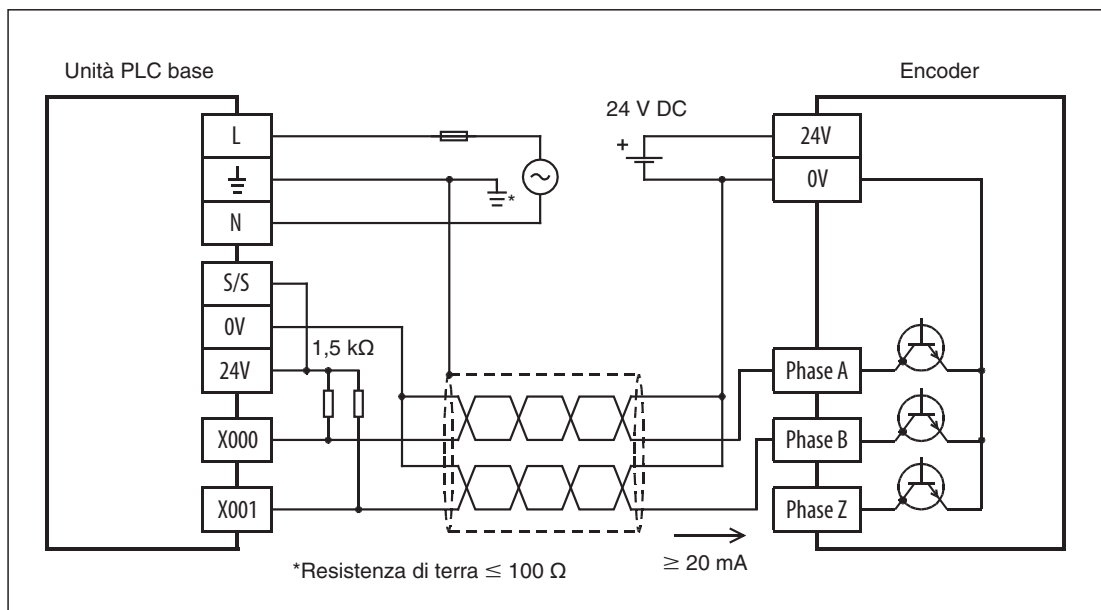 Unità PLC base
Encoder
24 V DC
L
+
24V
0V
*
N
S/S
0V
1,5 kΩ
24V
Phase A
X000
Phase B
X001
Phase Z
*Resistenza di terra ≤ 100 Ω
≥ 20 mA